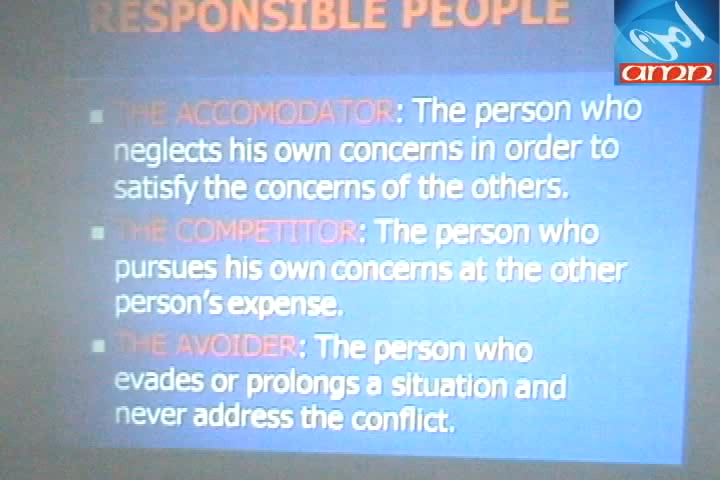 RESPONSIBLE PEOPLE
THE ACCOMODATOR: The person who
neglects his own concerns in order to
satisfy the concerns of the others.
THE COMPETITOR: The person who
pursues his own concerns at the other
person's expense.
THE AVOIDER: The person who
evades or prolongs a situation and
never address the conflict.
amn